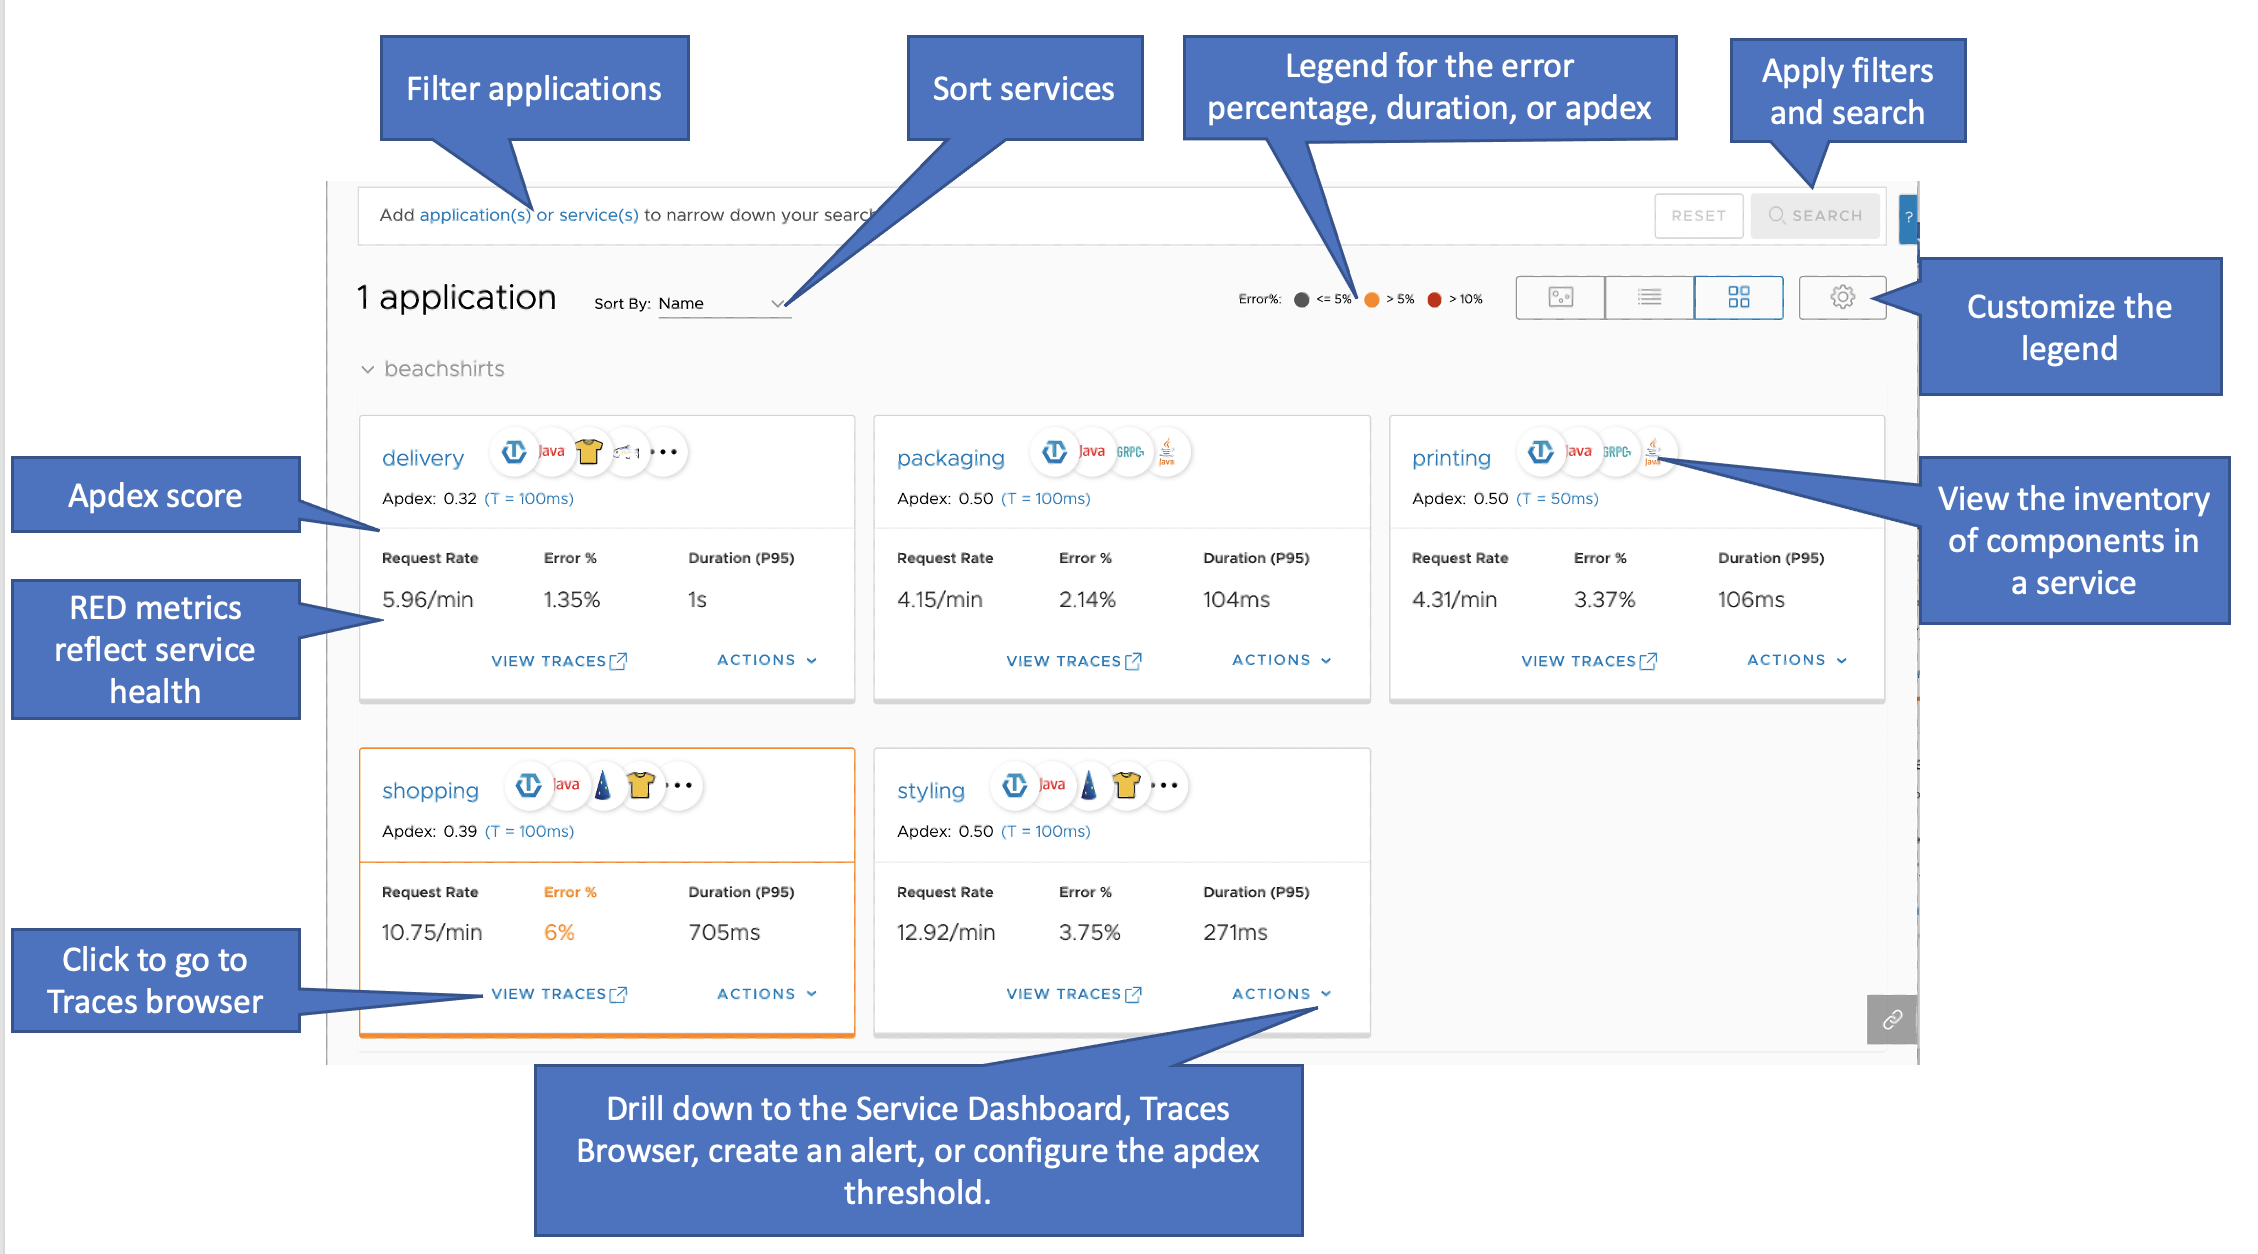 Filter applications
Sort services
Legend for the error
percentage, duration, or apdex
Apply filters
and search
Add application(s) or service(s) to narrow down your search
RESET
SEARCH
?
1 application
Sort By: Name
Error%: <= 5% > 5% > 10%
Customize the
legend
beachshirts
Apdex score
RED metrics
reflect service
health
delivery
Java
Apdex: 0.32 (T = 100ms)
Request Rate Error % Duration (P95)
5.96/min 1.35% 1s
VIEW TRACES ACTIONS
packaging
Java GRPC Java
Apdex: 0.50 (T = 100ms)
Request Rate Error % Duration (P95)
4.15/min 2.14% 104ms
VIEW TRACES ACTIONS
printing
Java GRPC Java
Apdex: 0.50 (T = 50ms)
Request Rate Error % Duration (P95)
4.31/min 3.37% 106ms
VIEW TRACES ACTIONS
View the inventory
of components in
a service
shopping
Java
Apdex: 0.39 (T = 100ms)
Request Rate Error % Duration (P95)
10.75/min 6% 705ms
VIEW TRACES ACTIONS
styling
Java
Apdex: 0.50 (T = 100ms)
Request Rate Error % Duration (P95)
12.92/min 3.75% 271ms
VIEW TRACES ACTIONS
Click to go to
Traces browser
Drill down to the Service Dashboard, Traces
Browser, create an alert, or configure the apdex
threshold.